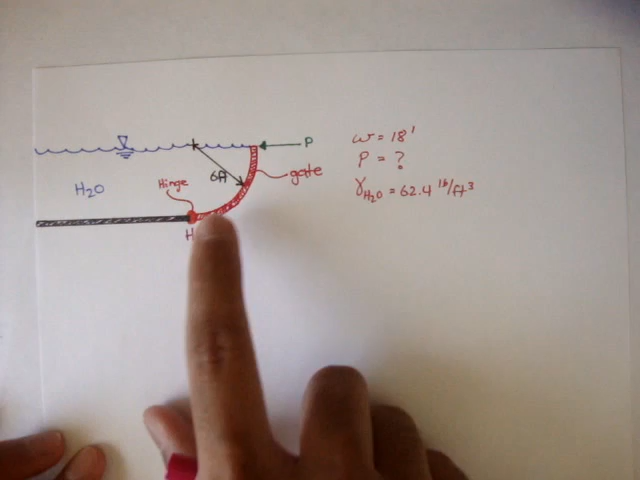 P
w = 18'
P = ?
γH₂O = 62.4 lb/ft³
6ft
gate
Hinge
H₂O
H